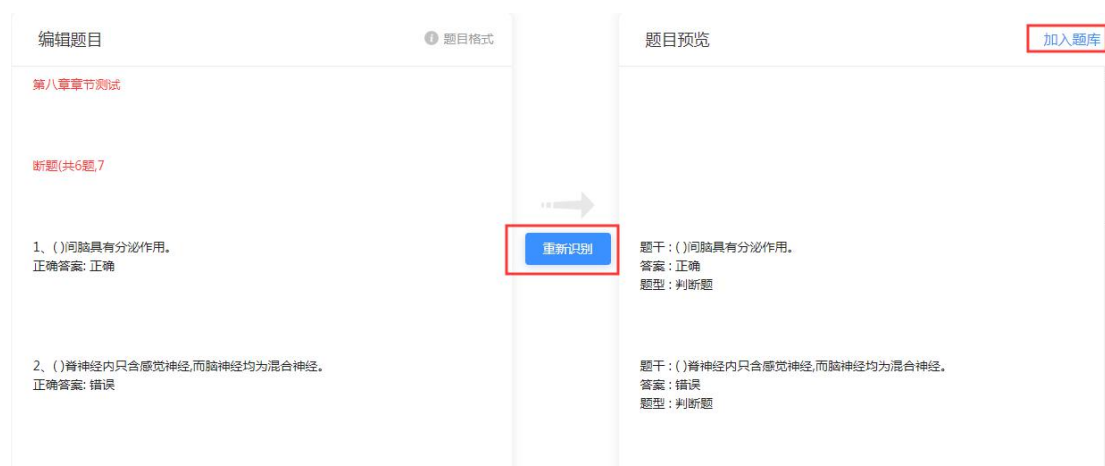 编辑题目
题目格式
第八章章节测试
断题(共6题,7
1、( )间脑具有分泌作用。
正确答案: 正确
2、( )脊神经内只含感觉神经,而脑神经均为混合神经。
正确答案: 错误
重新识别
题目预览
加入题库
题干 : ( )间脑具有分泌作用。
答案 : 正确
题型 : 判断题
题干 : ( )脊神经内只含感觉神经,而脑神经均为混合神经。
答案 : 错误
题型 : 判断题